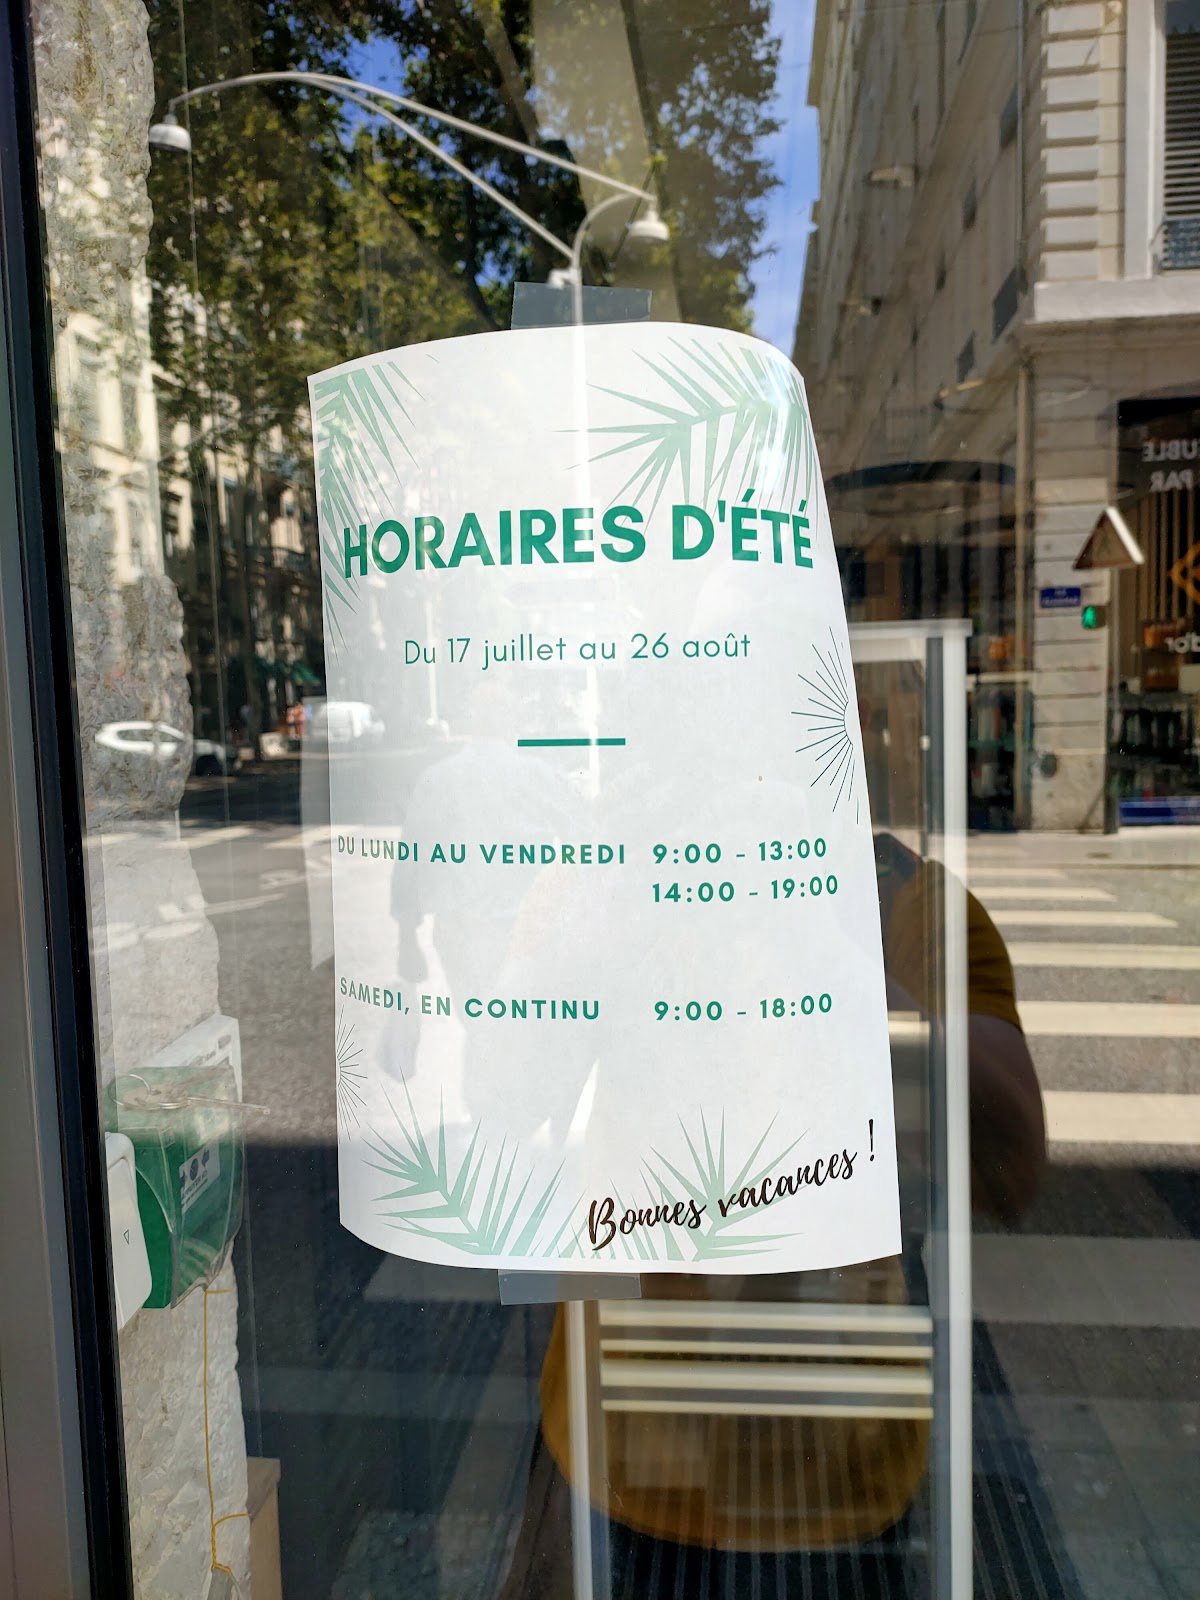 HORAIRES D'ÉTÉ
Du 17 juillet au 26 août
DU LUNDI AU VENDREDI 9:00 - 13:00
14:00 - 19:00
SAMEDI, EN CONTINU 9:00 - 18:00
Bonnes vacances !